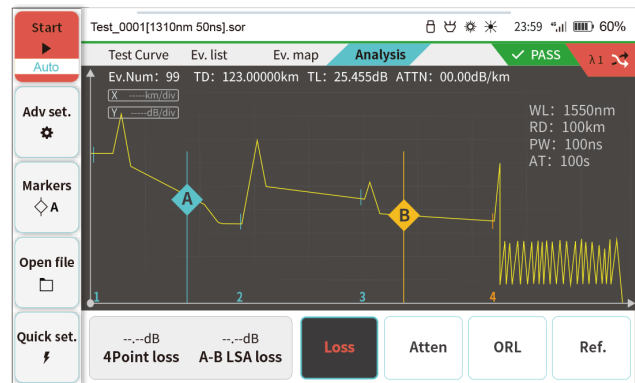 Start
Auto
Adv set.
Markers
A
Open file
Quick set.
Test_0001[1310nm 50ns].sor
23:59
60%
Test Curve Ev. list Ev. map Analysis
PASS
λ1
Ev.Num: 99 TD: 123.00000km TL: 25.455dB ATTN: 00.00dB/km
X -----km/div
Y ----dB/div
WL: 1550nm
RD: 100km
PW: 100ns
AT: 100s
A
B
1 2 3 4
--.--dB
4Point loss
--.--dB
A-B LSA loss
Loss
Atten
ORL
Ref.